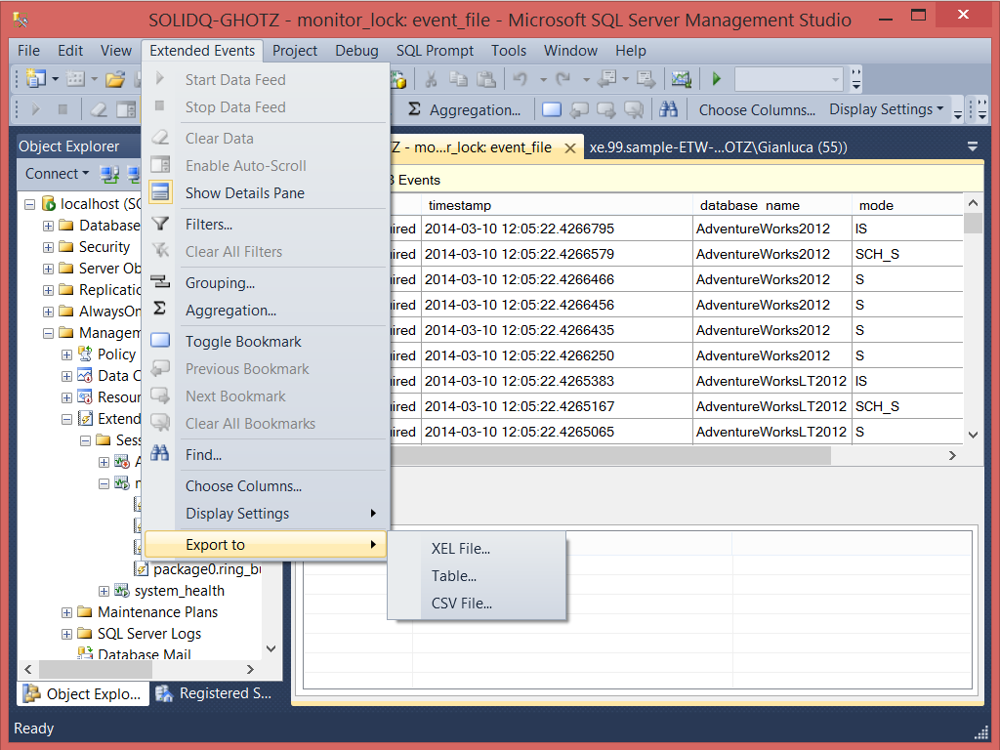 SOLIDQ-GHOTZ - monitor_lock: event_file - Microsoft SQL Server Management Studio
File Edit View Extended Events Project Debug SQL Prompt Tools Window Help
Start Data Feed
Stop Data Feed
Clear Data
Enable Auto-Scroll
Show Details Pane
Filters...
Clear All Filters
Grouping...
Aggregation...
Toggle Bookmark
Previous Bookmark
Next Bookmark
Clear All Bookmarks
Find...
Choose Columns...
Display Settings
Export to
XEL File...
Table...
CSV File...
Σ Aggregation... Choose Columns... Display Settings
Object Explorer
Connect
localhost (SO
Database
Security
Server Ob
Replicatio
AlwaysOn
Managem
Policy
Data C
Resour
Extend
Sess
A
m
package0.ring_bu
system_health
Maintenance Plans
SQL Server Logs
Database Mail
Object Explo... Registered S...
Z - mo...r_lock: event_file xe.99.sample-ETW-...OTZ\Gianluca (55))
3 Events
timestamp database_name mode
ired 2014-03-10 12:05:22.4266795 AdventureWorks2012 IS
ired 2014-03-10 12:05:22.4266579 AdventureWorks2012 SCH_S
ired 2014-03-10 12:05:22.4266466 AdventureWorks2012 S
ired 2014-03-10 12:05:22.4266456 AdventureWorks2012 S
ired 2014-03-10 12:05:22.4266435 AdventureWorks2012 S
ired 2014-03-10 12:05:22.4266250 AdventureWorks2012 S
ired 2014-03-10 12:05:22.4265383 AdventureWorksLT2012 IS
ired 2014-03-10 12:05:22.4265167 AdventureWorksLT2012 SCH_S
ired 2014-03-10 12:05:22.4265065 AdventureWorksLT2012 S
Ready